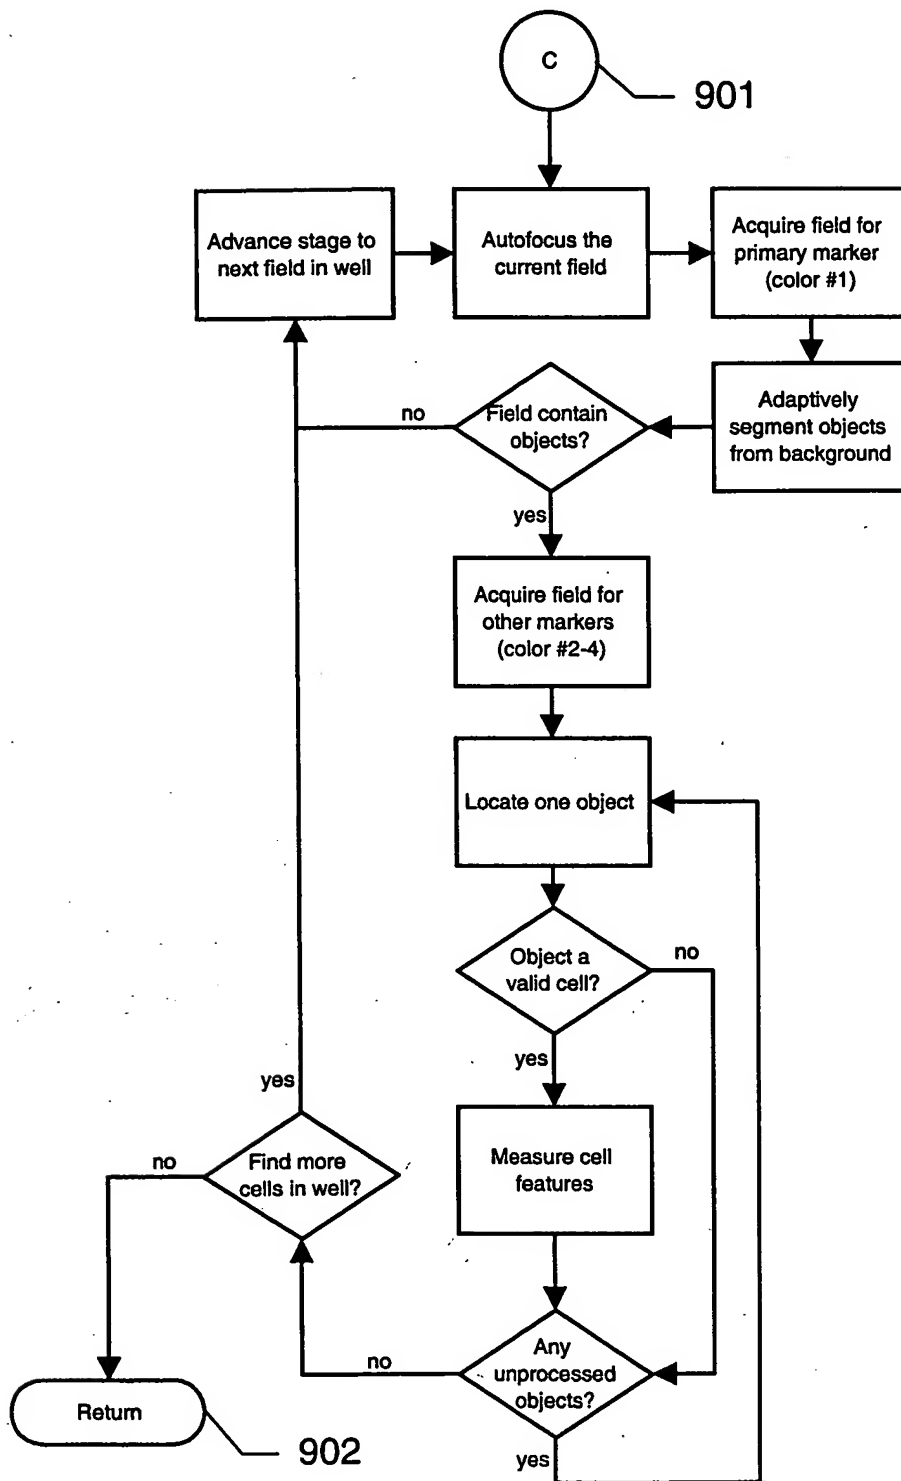 C
901
Advance stage to
next field in well
Autofocus the
current field
Acquire field for
primary marker
(color #1)
no
Field contain
objects?
Adaptively
segment objects
from background
yes
Acquire field for
other markers
(color #2-4)
Locate one object
Object a
valid cell?
no
yes
yes
Measure cell
features
no
Find more
cells in well?
no
Any
unprocessed
objects?
Return
902
yes